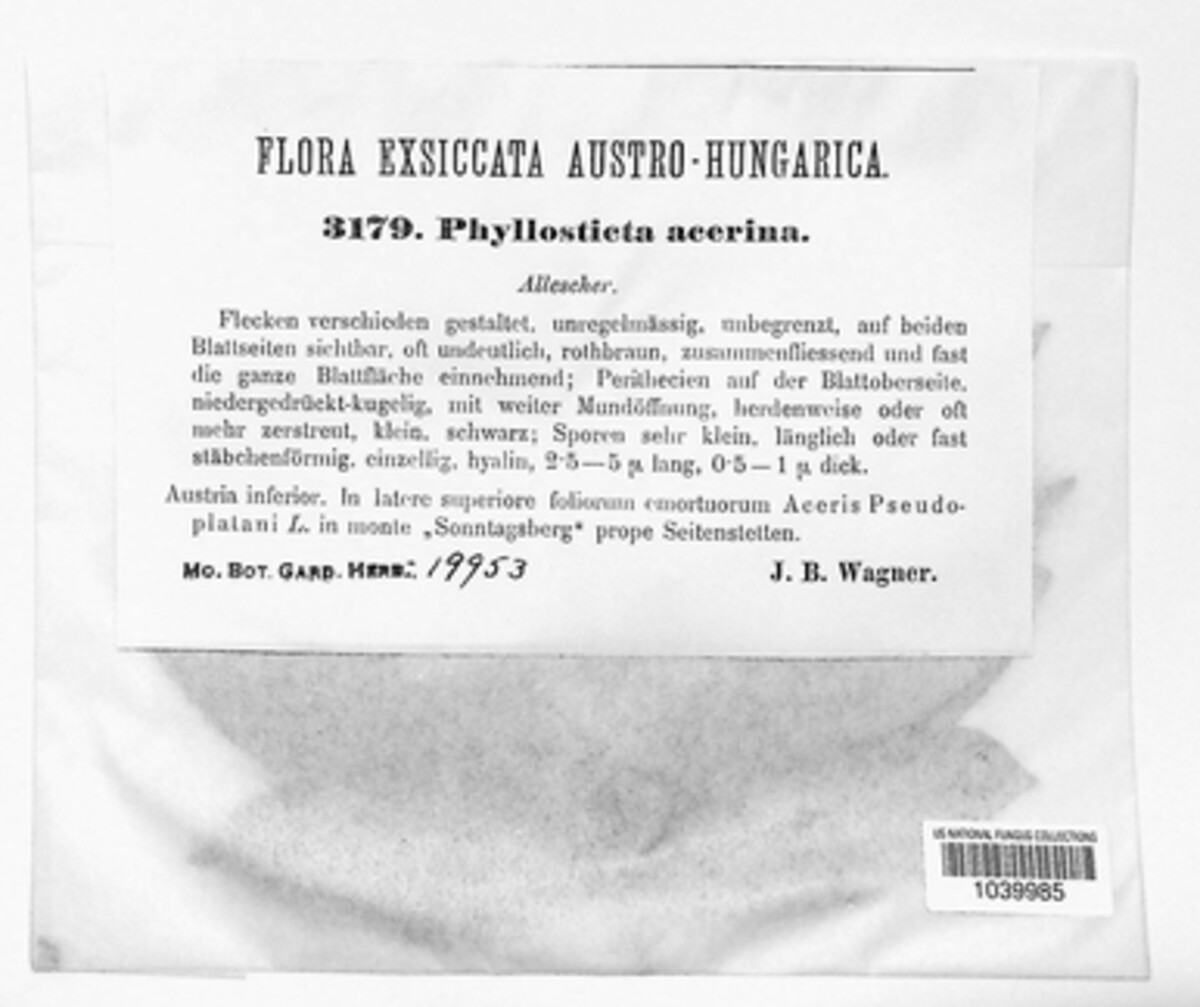 FLORA EXSICCATA AUSTRO-HUNGARICA.
3179. Phyllosticta acerina.
Allescher.
Flecken verschieden gestaltet, unregelmässig, unbegrenzt, auf beiden
Blattseiten sichtbar, oft undeutlich, rothbraun, zusammenfliessend und fast
die ganze Blattfläche einnehmend; Perithecien auf der Blattoberseite,
niedergedrückt-kugelig, mit weiter Mundöffnung, herdenweise oder oft
mehr zerstreut, klein, schwarz; Sporen sehr klein, länglich oder fast
stäbchenförmig, einzellig, hyalin, 2·5—5 µ lang, 0·5—1 µ dick.
Austria inferior. In latere superiore foliorum emortuorum Aceris Pseudo-
platani L. in monte „Sonntagsberg“ prope Seitenstetten.
MO. BOT. GARD. HERB. 19953
J. B. Wagner.
US NATIONAL FUNGUS COLLECTIONS
1039985